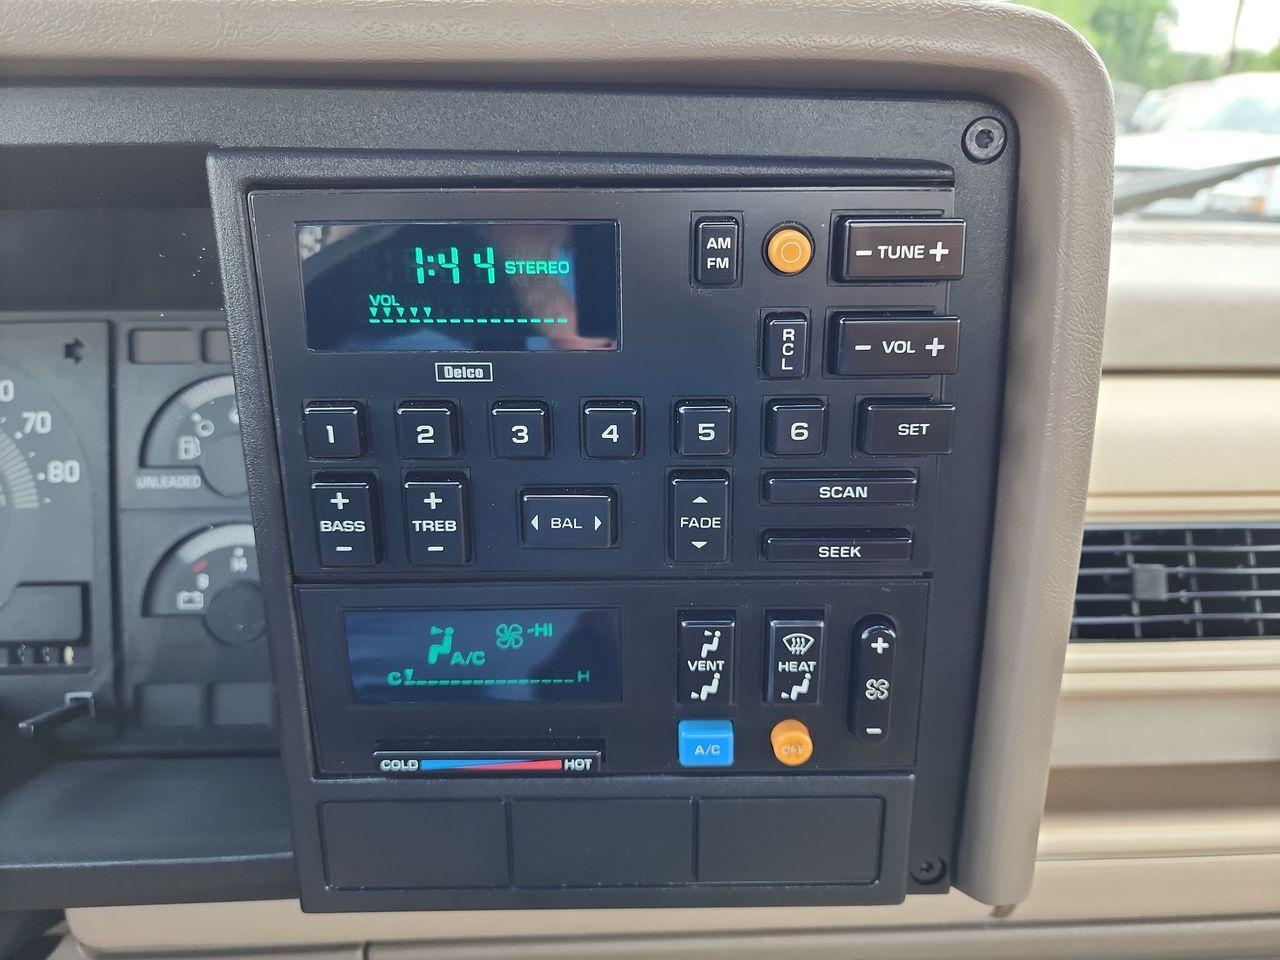 1:44 STEREO
VOL
Delco
AM
FM
– TUNE +
RCL
– VOL +
1 2 3 4 5 6 SET
+
BASS
–
+
TREB
–
BAL
FADE
SCAN
SEEK
-HI
A/C
C H
VENT
HEAT
+
–
A/C
OFF
COLD HOT
70
80
UNLEADED
9
14